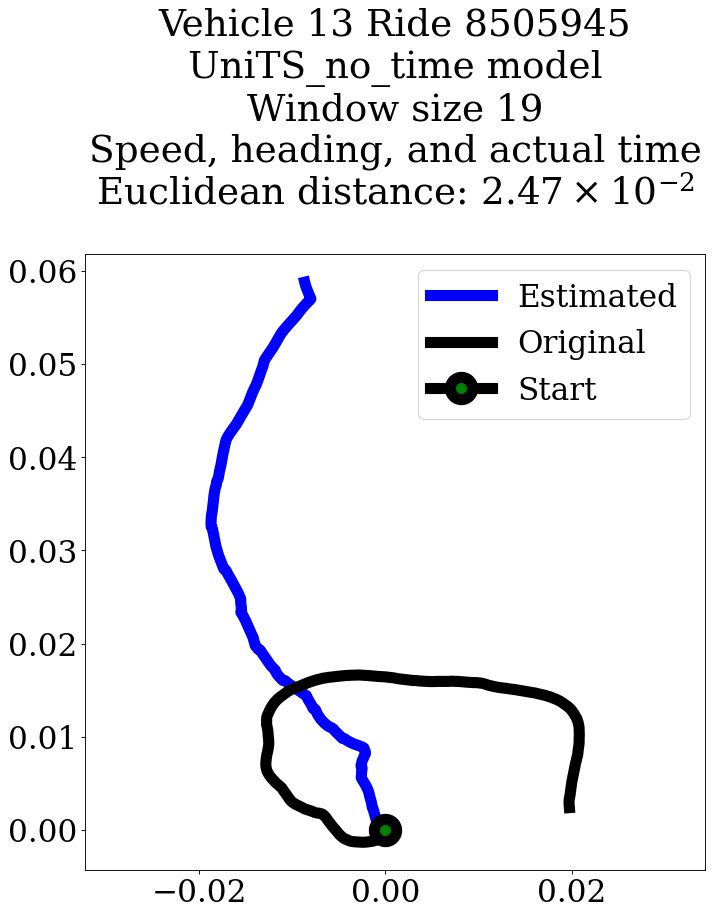 Vehicle 13 Ride 8505945
UniTS_no_time model
Window size 19
Speed, heading, and actual time
Euclidean distance: 2.47 × 10⁻²
Estimated
Original
Start
0.06
0.05
0.04
0.03
0.02
0.01
0.00
−0.02
0.00
0.02